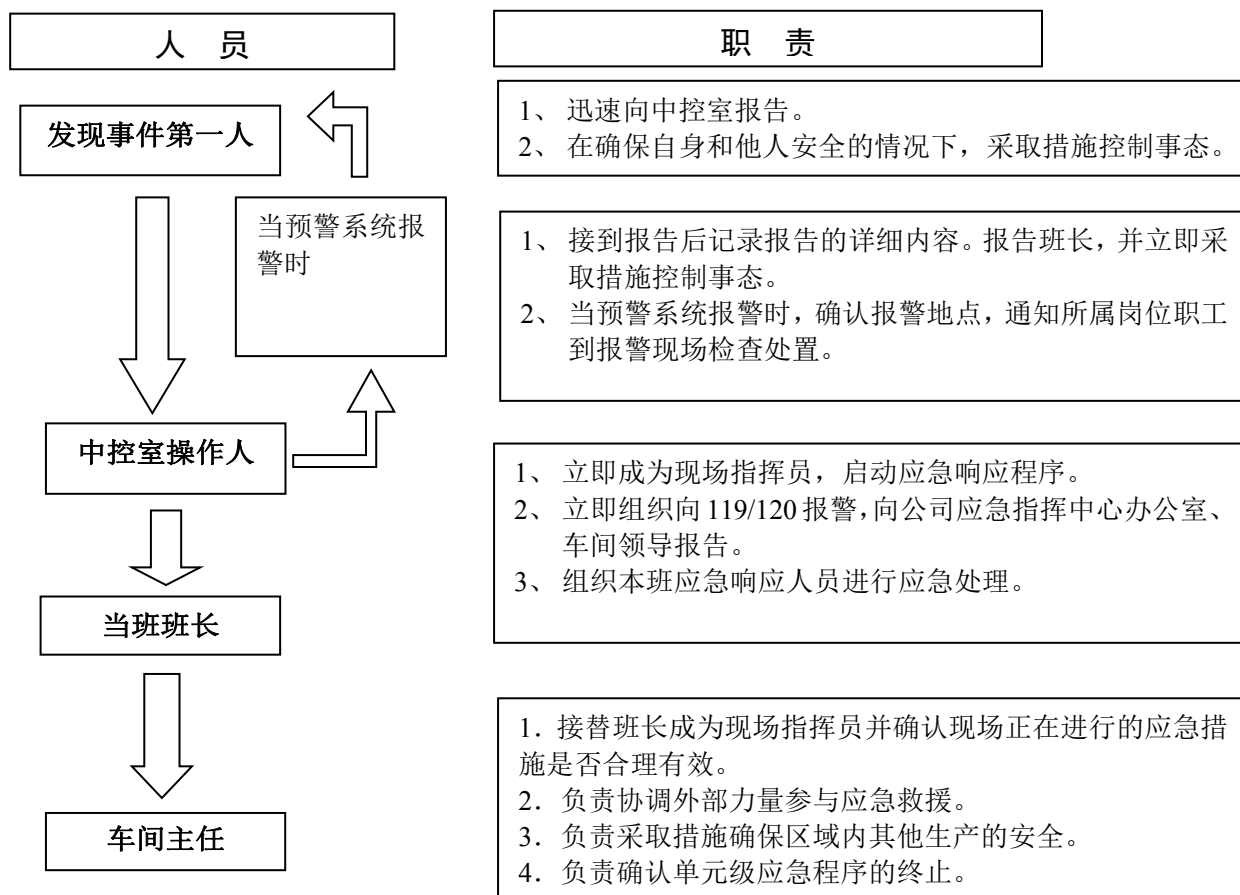 人 员
职 责
发现事件第一人
1、 迅速向中控室报告。
2、 在确保自身和他人安全的情况下，采取措施控制事态。
当预警系统报
警时
1、 接到报告后记录报告的详细内容。报告班长，并立即采
取措施控制事态。
2、 当预警系统报警时，确认报警地点，通知所属岗位职工
到报警现场检查处置。
中控室操作人
1、 立即成为现场指挥员，启动应急响应程序。
2、 立即组织向 119/120 报警，向公司应急指挥中心办公室、
车间领导报告。
3、 组织本班应急响应人员进行应急处理。
当班班长
1．接替班长成为现场指挥员并确认现场正在进行的应急措
施是否合理有效。
2．负责协调外部力量参与应急救援。
3．负责采取措施确保区域内其他生产的安全。
4．负责确认单元级应急程序的终止。
车间主任